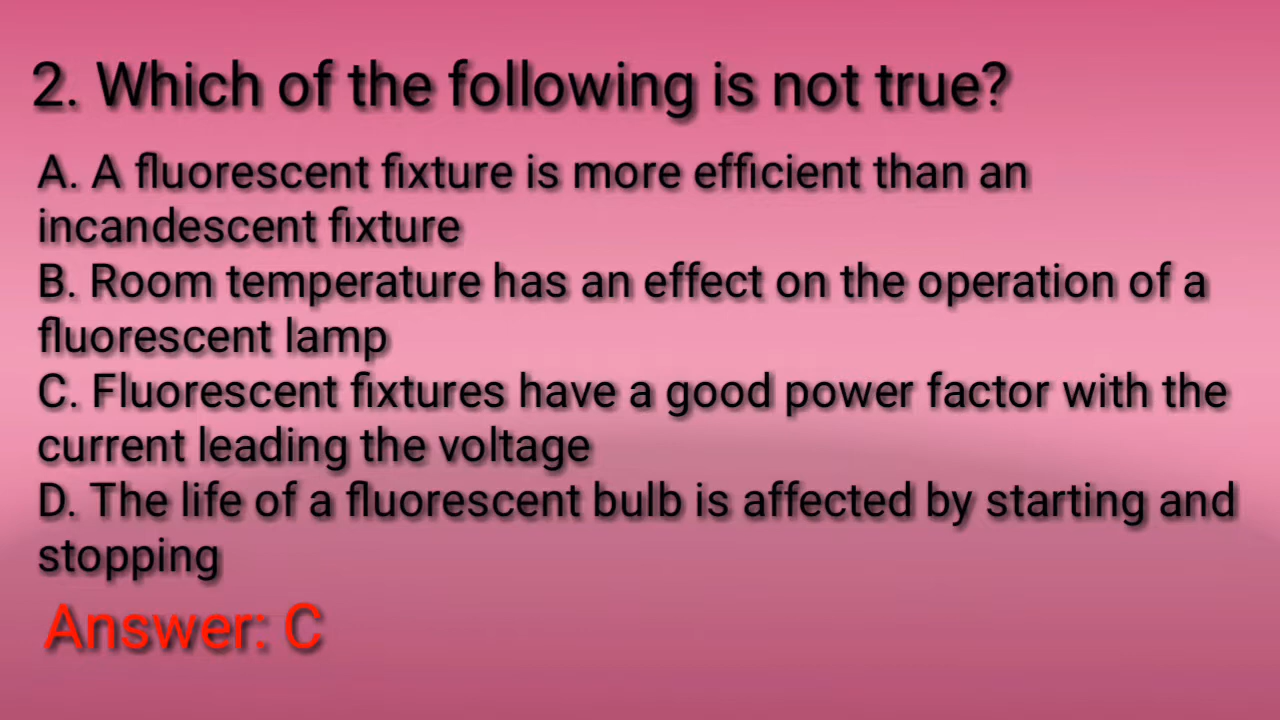 2. Which of the following is not true?
A. A fluorescent fixture is more efficient than an
incandescent fixture
B. Room temperature has an effect on the operation of a
fluorescent lamp
C. Fluorescent fixtures have a good power factor with the
current leading the voltage
D. The life of a fluorescent bulb is affected by starting and
stopping
Answer: C